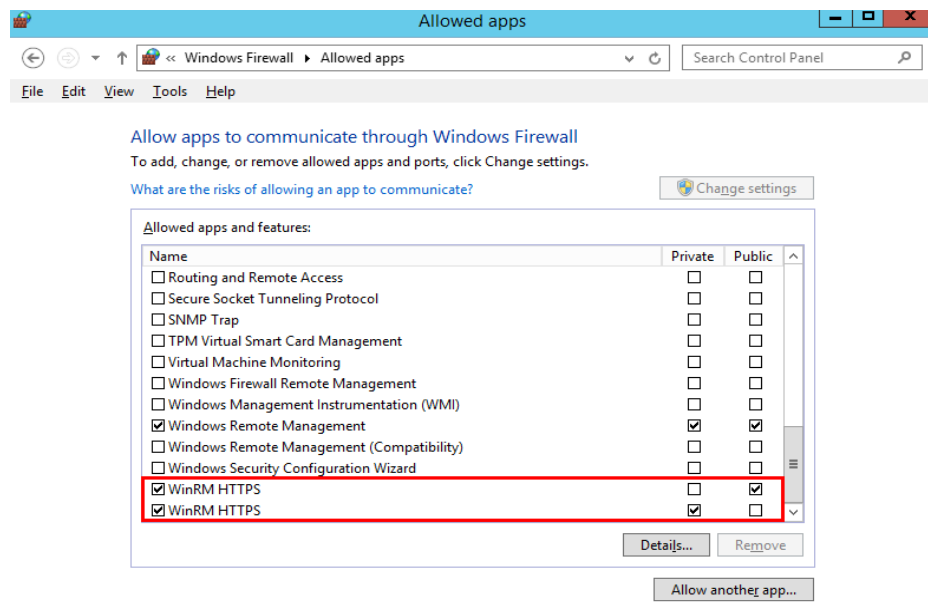 Allowed apps
« Windows Firewall Allowed apps Search Control Panel
File Edit View Tools Help
Allow apps to communicate through Windows Firewall
To add, change, or remove allowed apps and ports, click Change settings.
What are the risks of allowing an app to communicate? Change settings
Allowed apps and features:
Name Private Public
Routing and Remote Access
Secure Socket Tunneling Protocol
SNMP Trap
TPM Virtual Smart Card Management
Virtual Machine Monitoring
Windows Firewall Remote Management
Windows Management Instrumentation (WMI)
Windows Remote Management
Windows Remote Management (Compatibility)
Windows Security Configuration Wizard
WinRM HTTPS
WinRM HTTPS
Details... Remove
Allow another app...